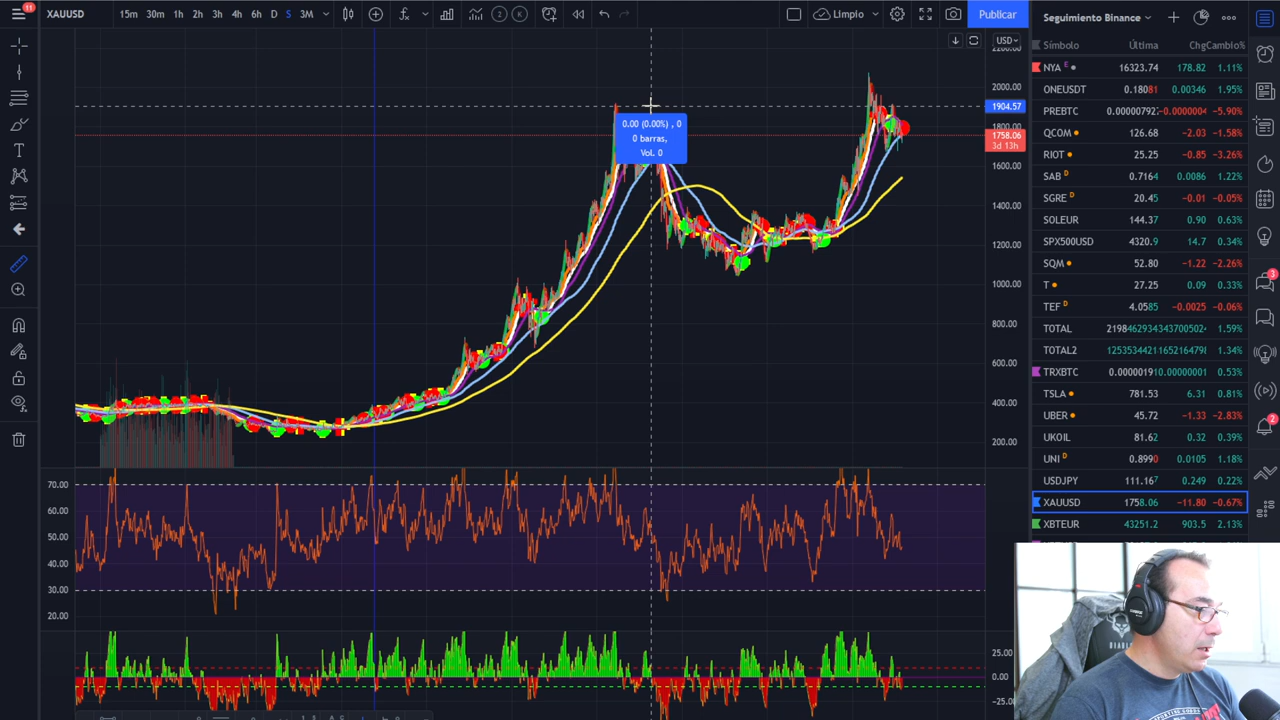 11 XAUUSD 15m 30m 1h 2h 3h 4h 6h D S 3M 2 K Limpio Publicar
USD
2200.00
2000.00
1904.57
1800.00
1758.06
3d 13h
1600.00
1400.00
1200.00
1000.00
800.00
600.00
400.00
200.00
0.00 (0.00%) , 0
0 barras,
Vol. 0
70.00
60.00
50.00
40.00
30.00
20.00
25.00
0.00
-25.00
Seguimiento Binance
Símbolo Última Chg Cambio%
NYA E 16323.74 178.82 1.11%
ONEUSDT 0.18081 0.00346 1.95%
PREBTC 0.00000792 -0.0000004 -5.90%
QCOM 126.68 -2.03 -1.58%
RIOT 25.25 -0.85 -3.26%
SAB D 0.7164 0.0086 1.22%
SGRE D 20.45 -0.01 -0.05%
SOLEUR 144.37 0.90 0.63%
SPX500USD 4320.9 14.7 0.34%
SQM 52.80 -1.22 -2.26%
T 27.25 0.09 0.33%
TEF D 4.0585 -0.0025 -0.06%
TOTAL 2198463934343700502 1.59%
TOTAL2 1253534421165216479 1.34%
TRXBTC 0.0000019 10.00000001 0.53%
TSLA 781.53 6.31 0.81%
UBER 45.72 -1.33 -2.83%
UKOIL 81.62 0.32 0.39%
UNI D 0.8990 0.0105 1.18%
USDJPY 111.167 0.249 0.22%
XAUUSD 1758.06 -11.80 -0.67%
XBTEUR 43251.2 903.5 2.13%
3
2
DIABLO